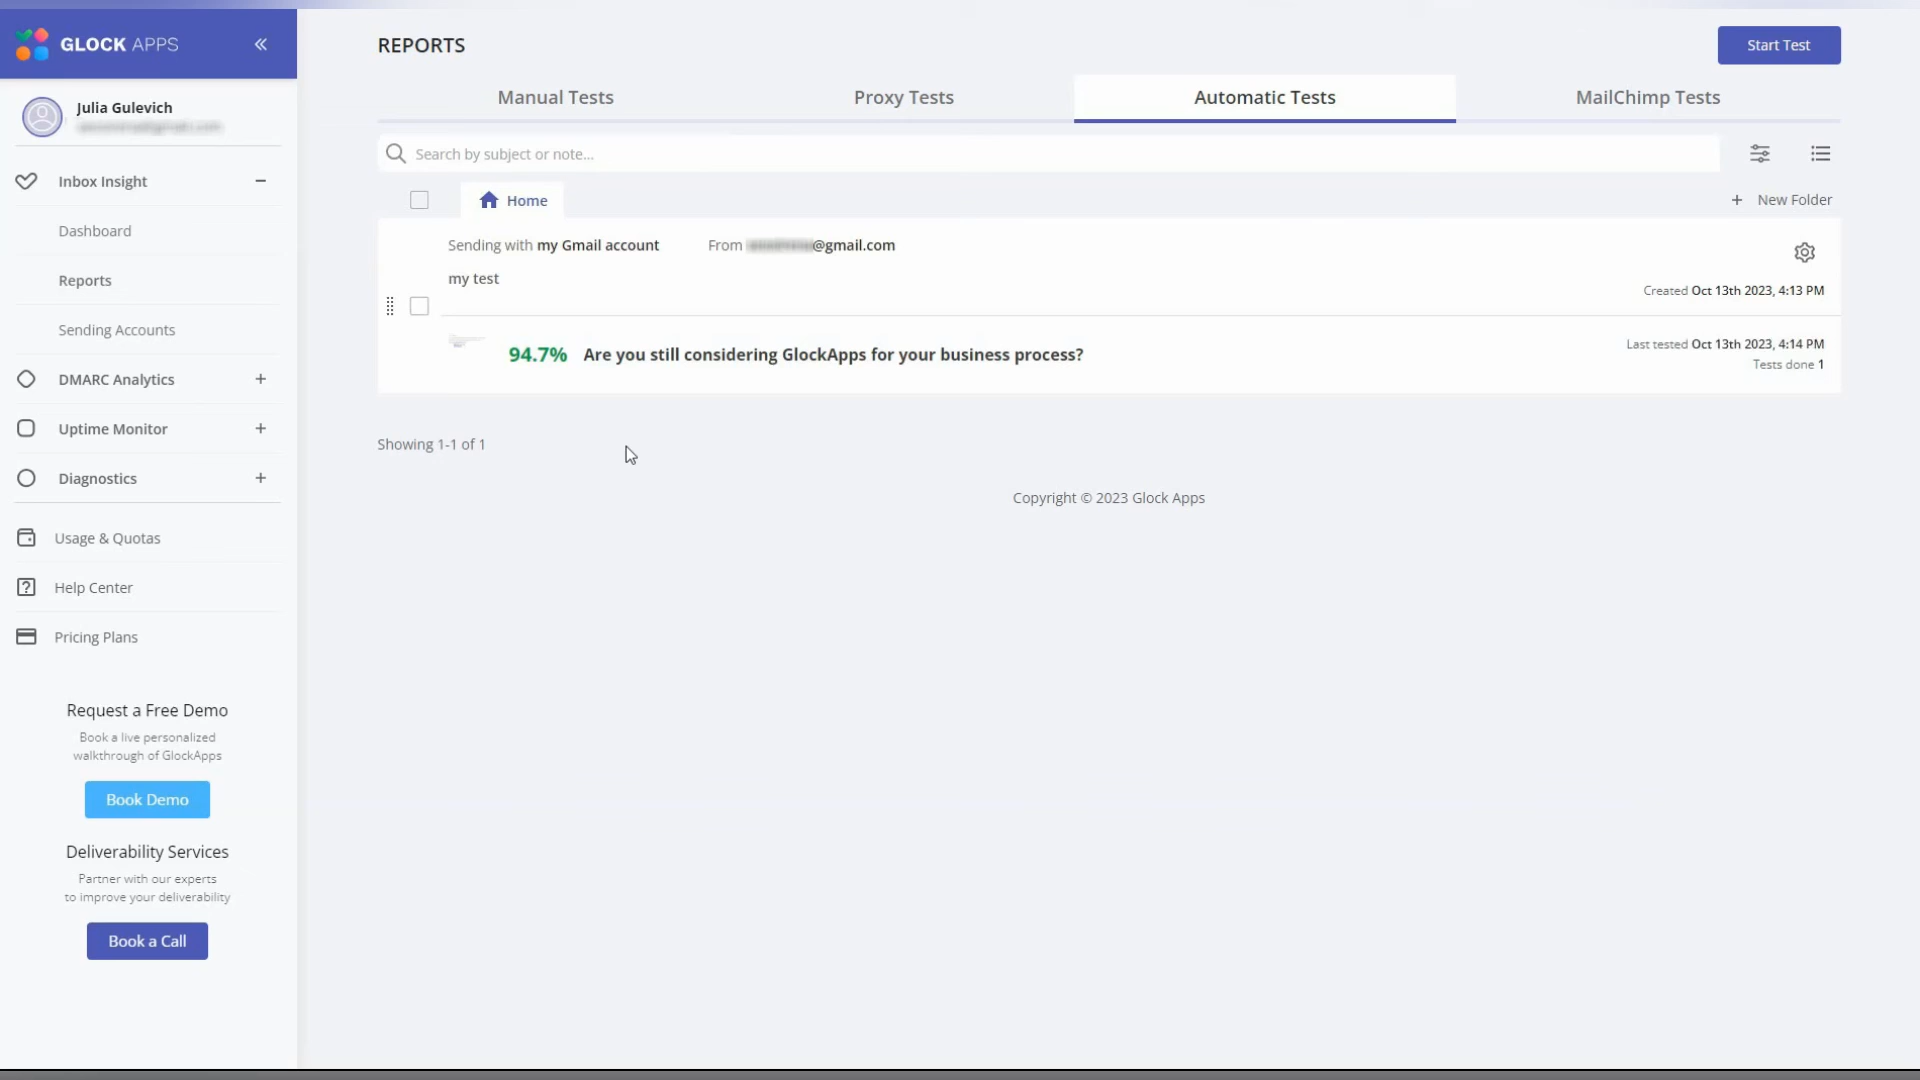 GLOCK APPS
Julia Gulevich
Inbox Insight
Dashboard
Reports
Sending Accounts
DMARC Analytics
Uptime Monitor
Diagnostics
Usage & Quotas
Help Center
Pricing Plans
Request a Free Demo
Book a live personalized
walkthrough of GlockApps
Book Demo
Deliverability Services
Partner with our experts
to improve your deliverability
Book a Call
REPORTS
Start Test
Manual Tests
Proxy Tests
Automatic Tests
MailChimp Tests
Search by subject or note...
Home
+ New Folder
Sending with my Gmail account
From @gmail.com
my test
Created Oct 13th 2023, 4:13 PM
94.7% Are you still considering GlockApps for your business process?
Last tested Oct 13th 2023, 4:14 PM
Tests done 1
Showing 1-1 of 1
Copyright © 2023 Glock Apps